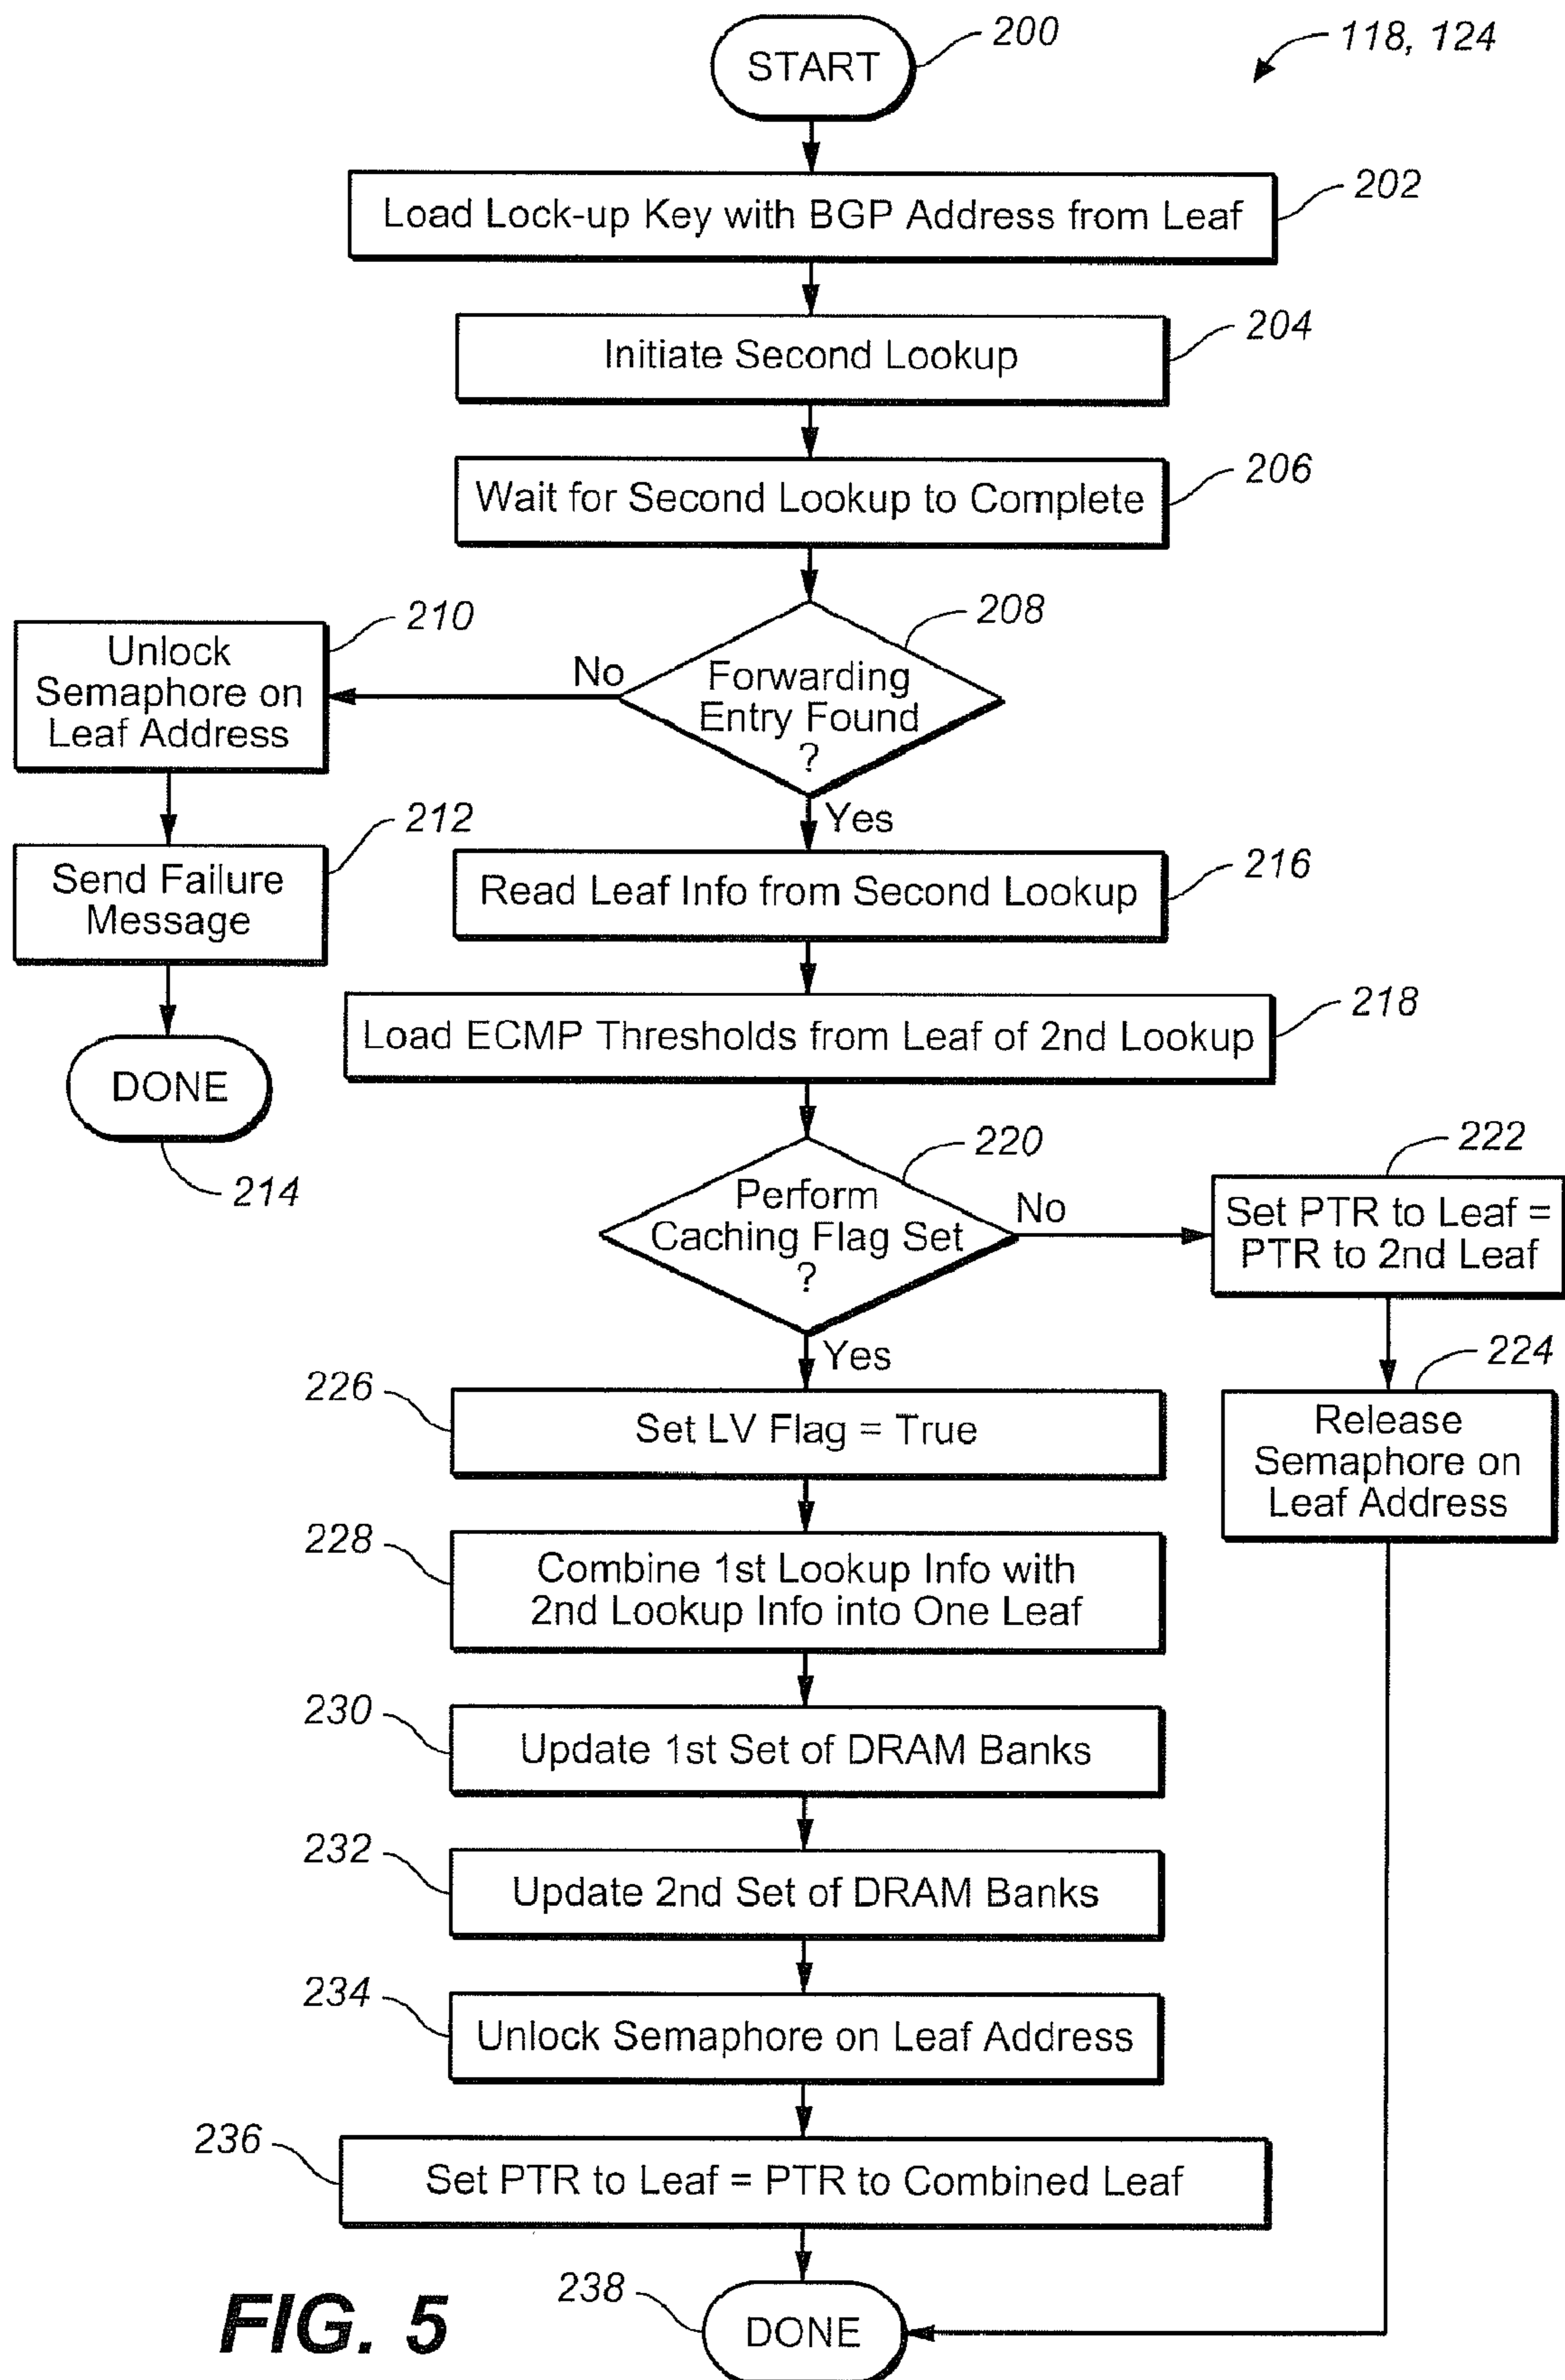 START
200
118, 124
Load Lock-up Key with BGP Address from Leaf
202
Initiate Second Lookup
204
Wait for Second Lookup to Complete
206
Forwarding
Entry Found
?
208
No
Unlock
Semaphore on
Leaf Address
210
Send Failure
Message
212
DONE
214
Yes
Read Leaf Info from Second Lookup
216
Load ECMP Thresholds from Leaf of 2nd Lookup
218
Perform
Caching Flag Set
?
220
No
Set PTR to Leaf =
PTR to 2nd Leaf
222
Release
Semaphore on
Leaf Address
224
Yes
226
Set LV Flag = True
228
Combine 1st Lookup Info with
2nd Lookup Info into One Leaf
230
Update 1st Set of DRAM Banks
232
Update 2nd Set of DRAM Banks
234
Unlock Semaphore on Leaf Address
236
Set PTR to Leaf = PTR to Combined Leaf
238
DONE
FIG. 5